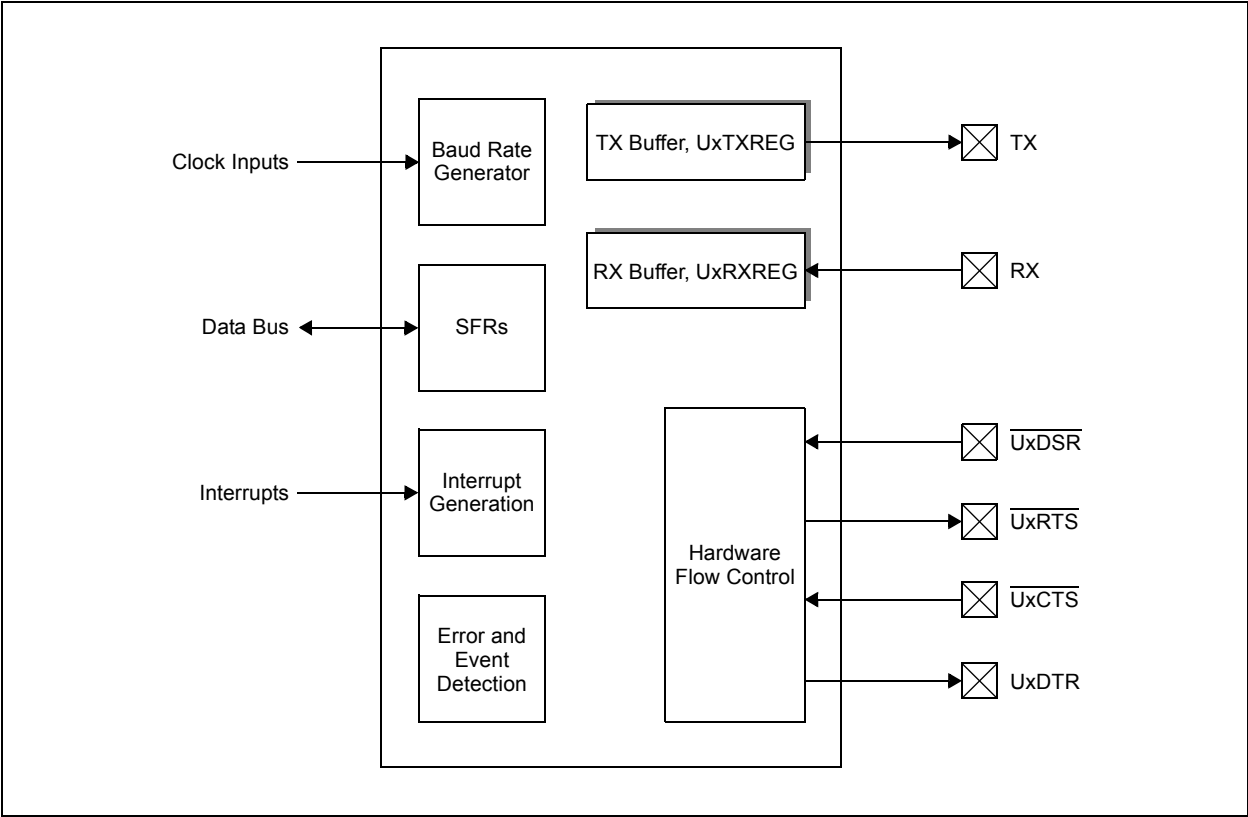 Clock Inputs
Baud Rate
Generator
TX Buffer, UxTXREG
TX
RX Buffer, UxRXREG
RX
Data Bus
SFRs
UxDSR
Interrupts
Interrupt
Generation
UxRTS
Hardware
Flow Control
UxCTS
Error and
Event
Detection
UxDTR